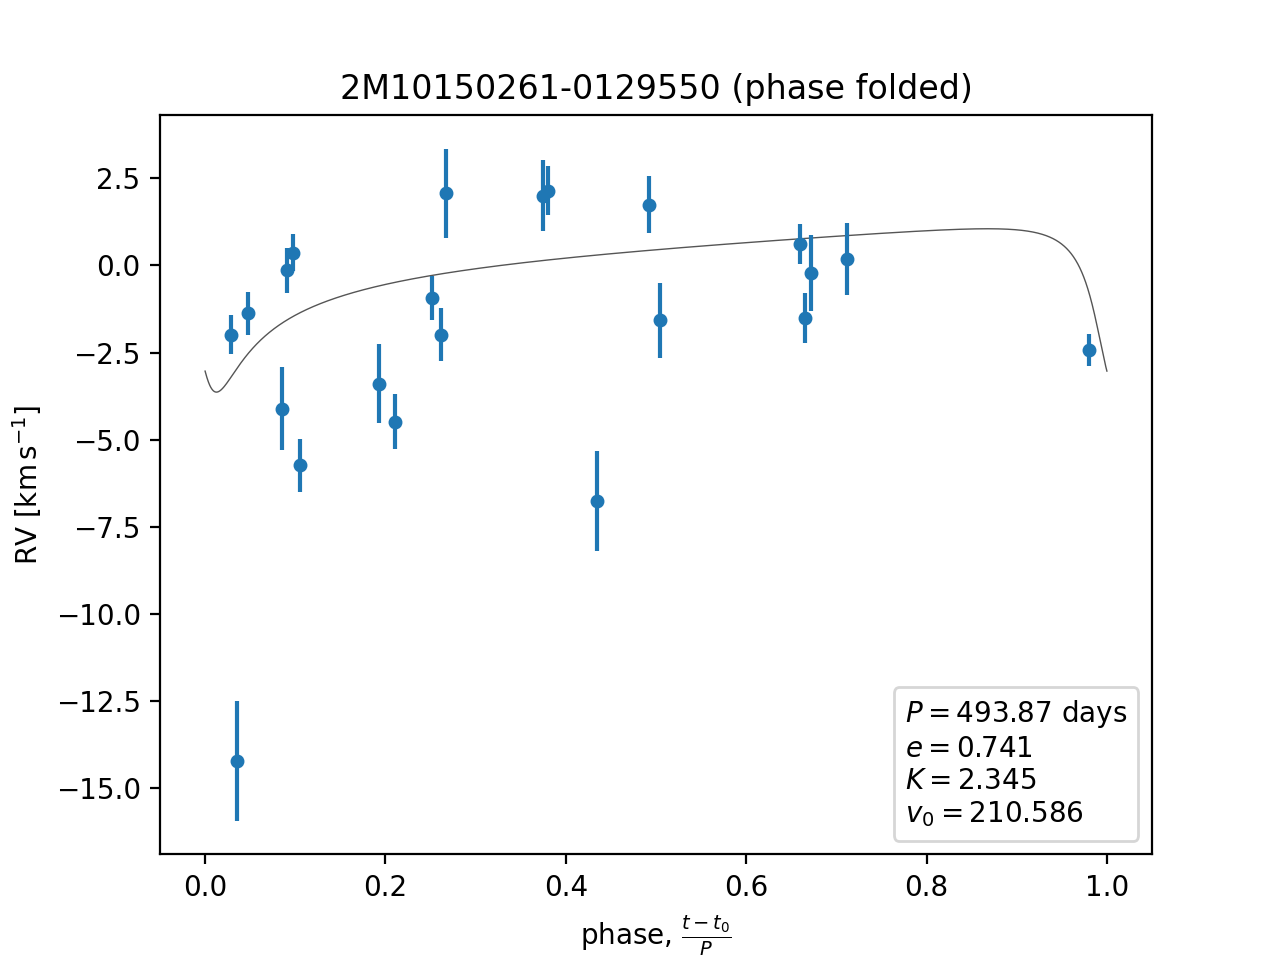 2M10150261-0129550 (phase folded)
RV [km s⁻¹]
2.5
0.0
−2.5
−5.0
−7.5
−10.0
−12.5
−15.0
P = 493.87 days
e = 0.741
K = 2.345
v₀ = 210.586
0.0 0.2 0.4 0.6 0.8 1.0
phase, (t − t₀)/P